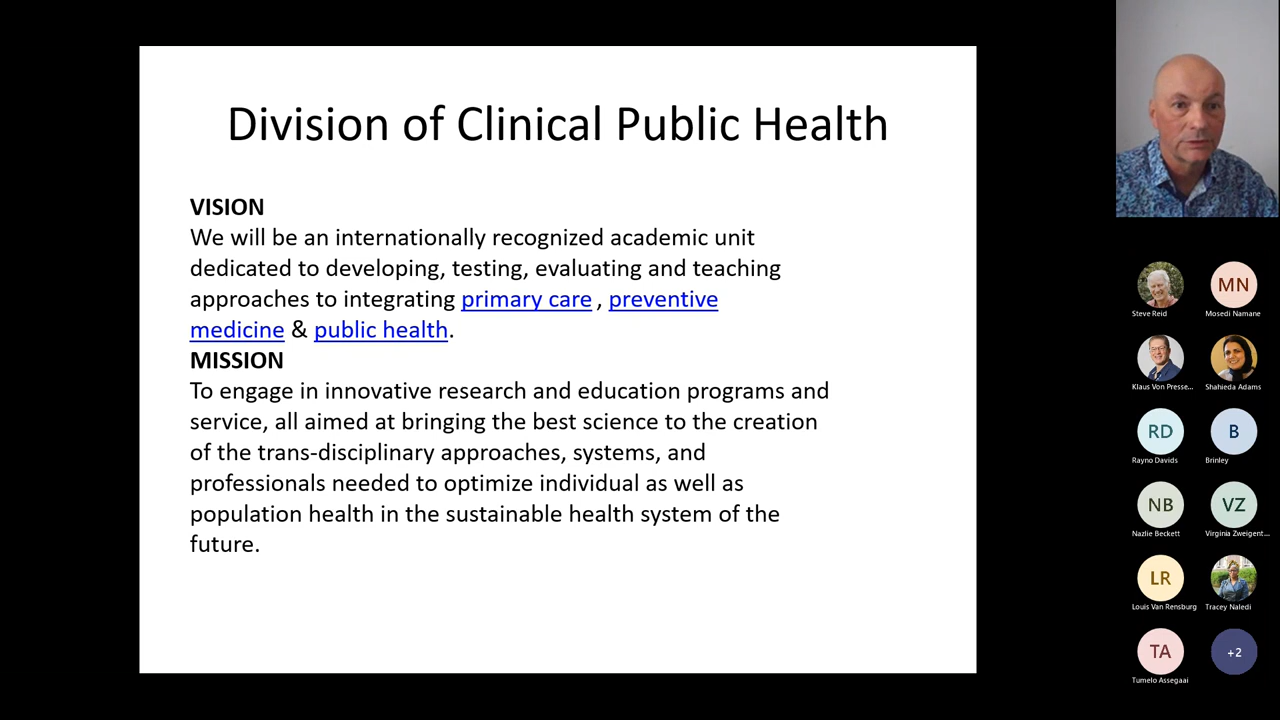 Division of Clinical Public Health
VISION
We will be an internationally recognized academic unit
dedicated to developing, testing, evaluating and teaching
approaches to integrating primary care , preventive
medicine & public health.
MISSION
To engage in innovative research and education programs and
service, all aimed at bringing the best science to the creation
of the trans-disciplinary approaches, systems, and
professionals needed to optimize individual as well as
population health in the sustainable health system of the
future.
MN
Steve Reid
Mosedi Namane
Klaus Von Presse...
Shahieda Adams
RD
B
Rayno Davids
Brinley
NB
VZ
Nazlie Beckett
Virginia Zweigent...
LR
Louis Van Rensburg
Tracey Naledi
TA
+2
Tumelo Assegaai